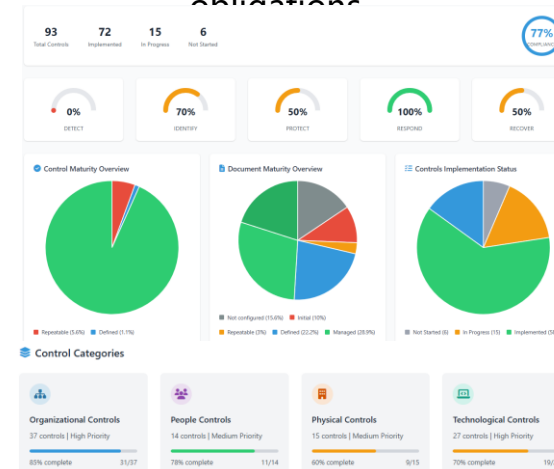 obligations
93 72 15 6 77%
Total Controls Implemented In Progress Not Started
0% 70% 50% 100% 50%
DETECT IDENTIFY PROTECT RESPOND RECOVER
Control Maturity Overview Document Maturity Overview Controls Implementation Status
Not configured (15.6%) Initial (10%)
Repeatable (5.6%) Defined (1.1%) Repeatable (3%) Defined (22.2%) Managed (20.9%) Not Started (6) In Progress (15) Implemented
Control Categories
Organizational Controls People Controls Physical Controls Technological Controls
37 controls | High Priority 14 controls | Medium Priority 15 controls | Medium Priority 27 controls | High Priority
85% complete 31/37 78% complete 11/14 60% complete 9/15 70% complete 19/